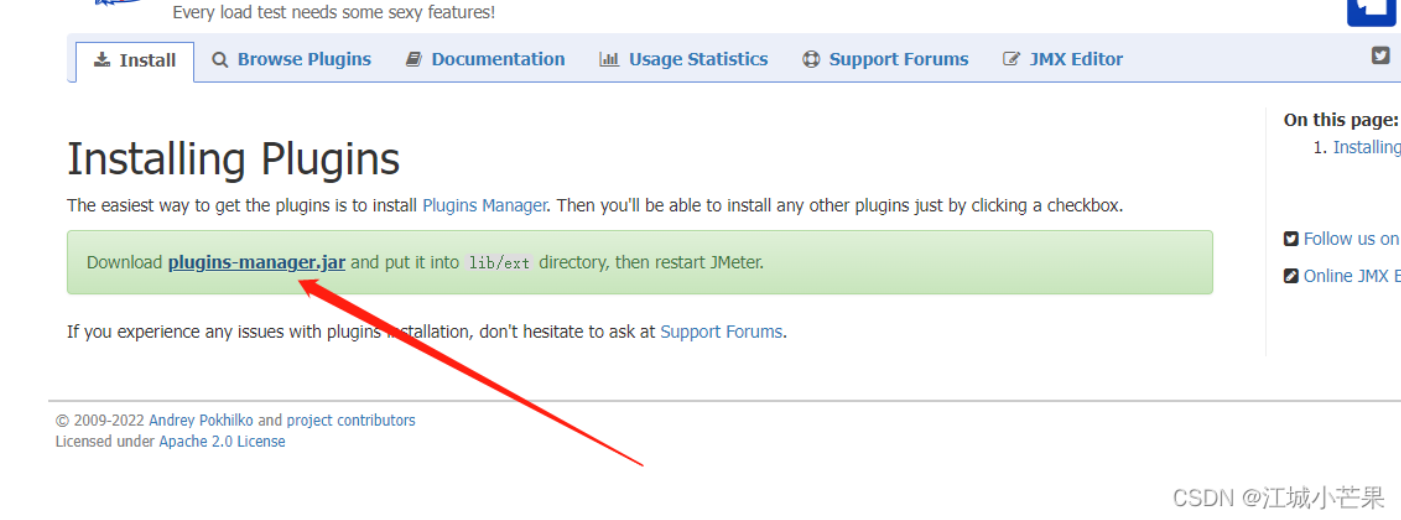 Every load test needs some sexy features!
Install Browse Plugins Documentation Usage Statistics Support Forums JMX Editor
On this page:
1. Installing
Installing Plugins
The easiest way to get the plugins is to install Plugins Manager. Then you'll be able to install any other plugins just by clicking a checkbox.
Download plugins-manager.jar and put it into lib/ext directory, then restart JMeter.
Follow us on
Online JMX E
If you experience any issues with plugins installation, don't hesitate to ask at Support Forums.
© 2009-2022 Andrey Pokhilko and project contributors
Licensed under Apache 2.0 License
CSDN @江城小芒果